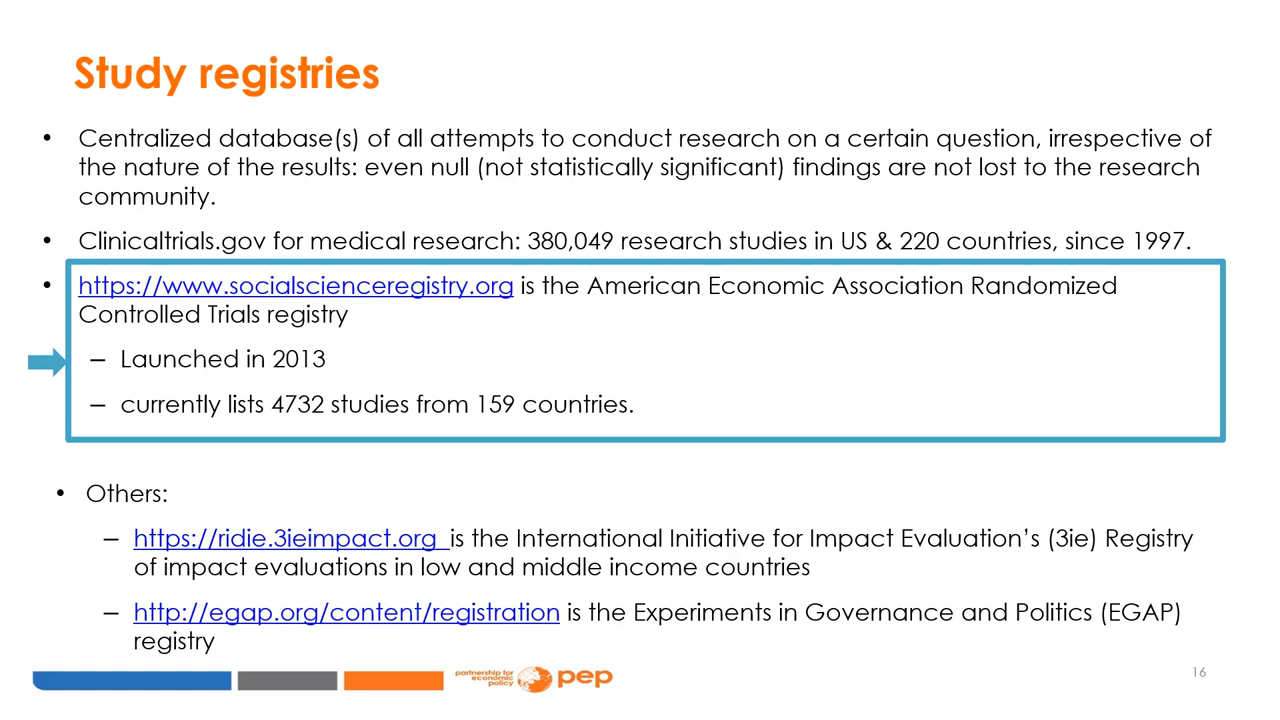 Study registries
• Centralized database(s) of all attempts to conduct research on a certain question, irrespective of
the nature of the results: even null (not statistically significant) findings are not lost to the research
community.
• Clinicaltrials.gov for medical research: 380,049 research studies in US & 220 countries, since 1997.
• https://www.socialscienceregistry.org is the American Economic Association Randomized
Controlled Trials registry
– Launched in 2013
– currently lists 4732 studies from 159 countries.
• Others:
– https://ridie.3ieimpact.org is the International Initiative for Impact Evaluation’s (3ie) Registry
of impact evaluations in low and middle income countries
– http://egap.org/content/registration is the Experiments in Governance and Politics (EGAP)
registry
partnership for
economic
policy
pep
16